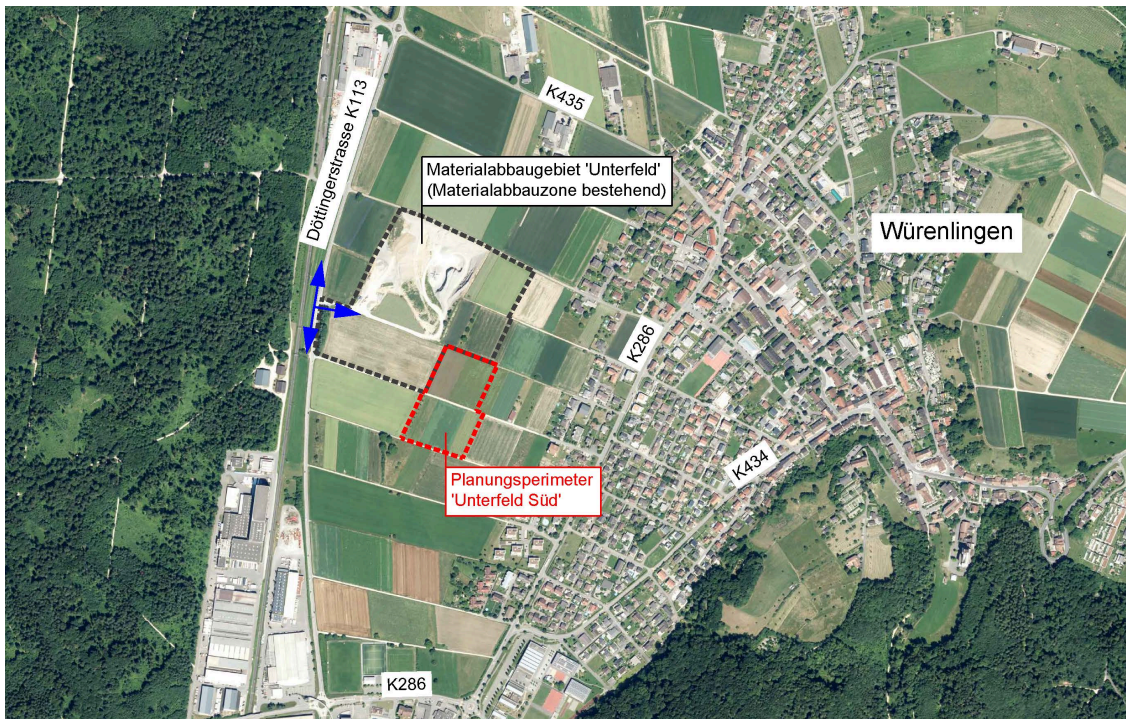 Döttingerstrasse K113
K435
Materialabbaugebiet 'Unterfeld'
(Materialabbauzone bestehend)
Würenlingen
K286
K434
Planungsperimeter
'Unterfeld Süd'
K286